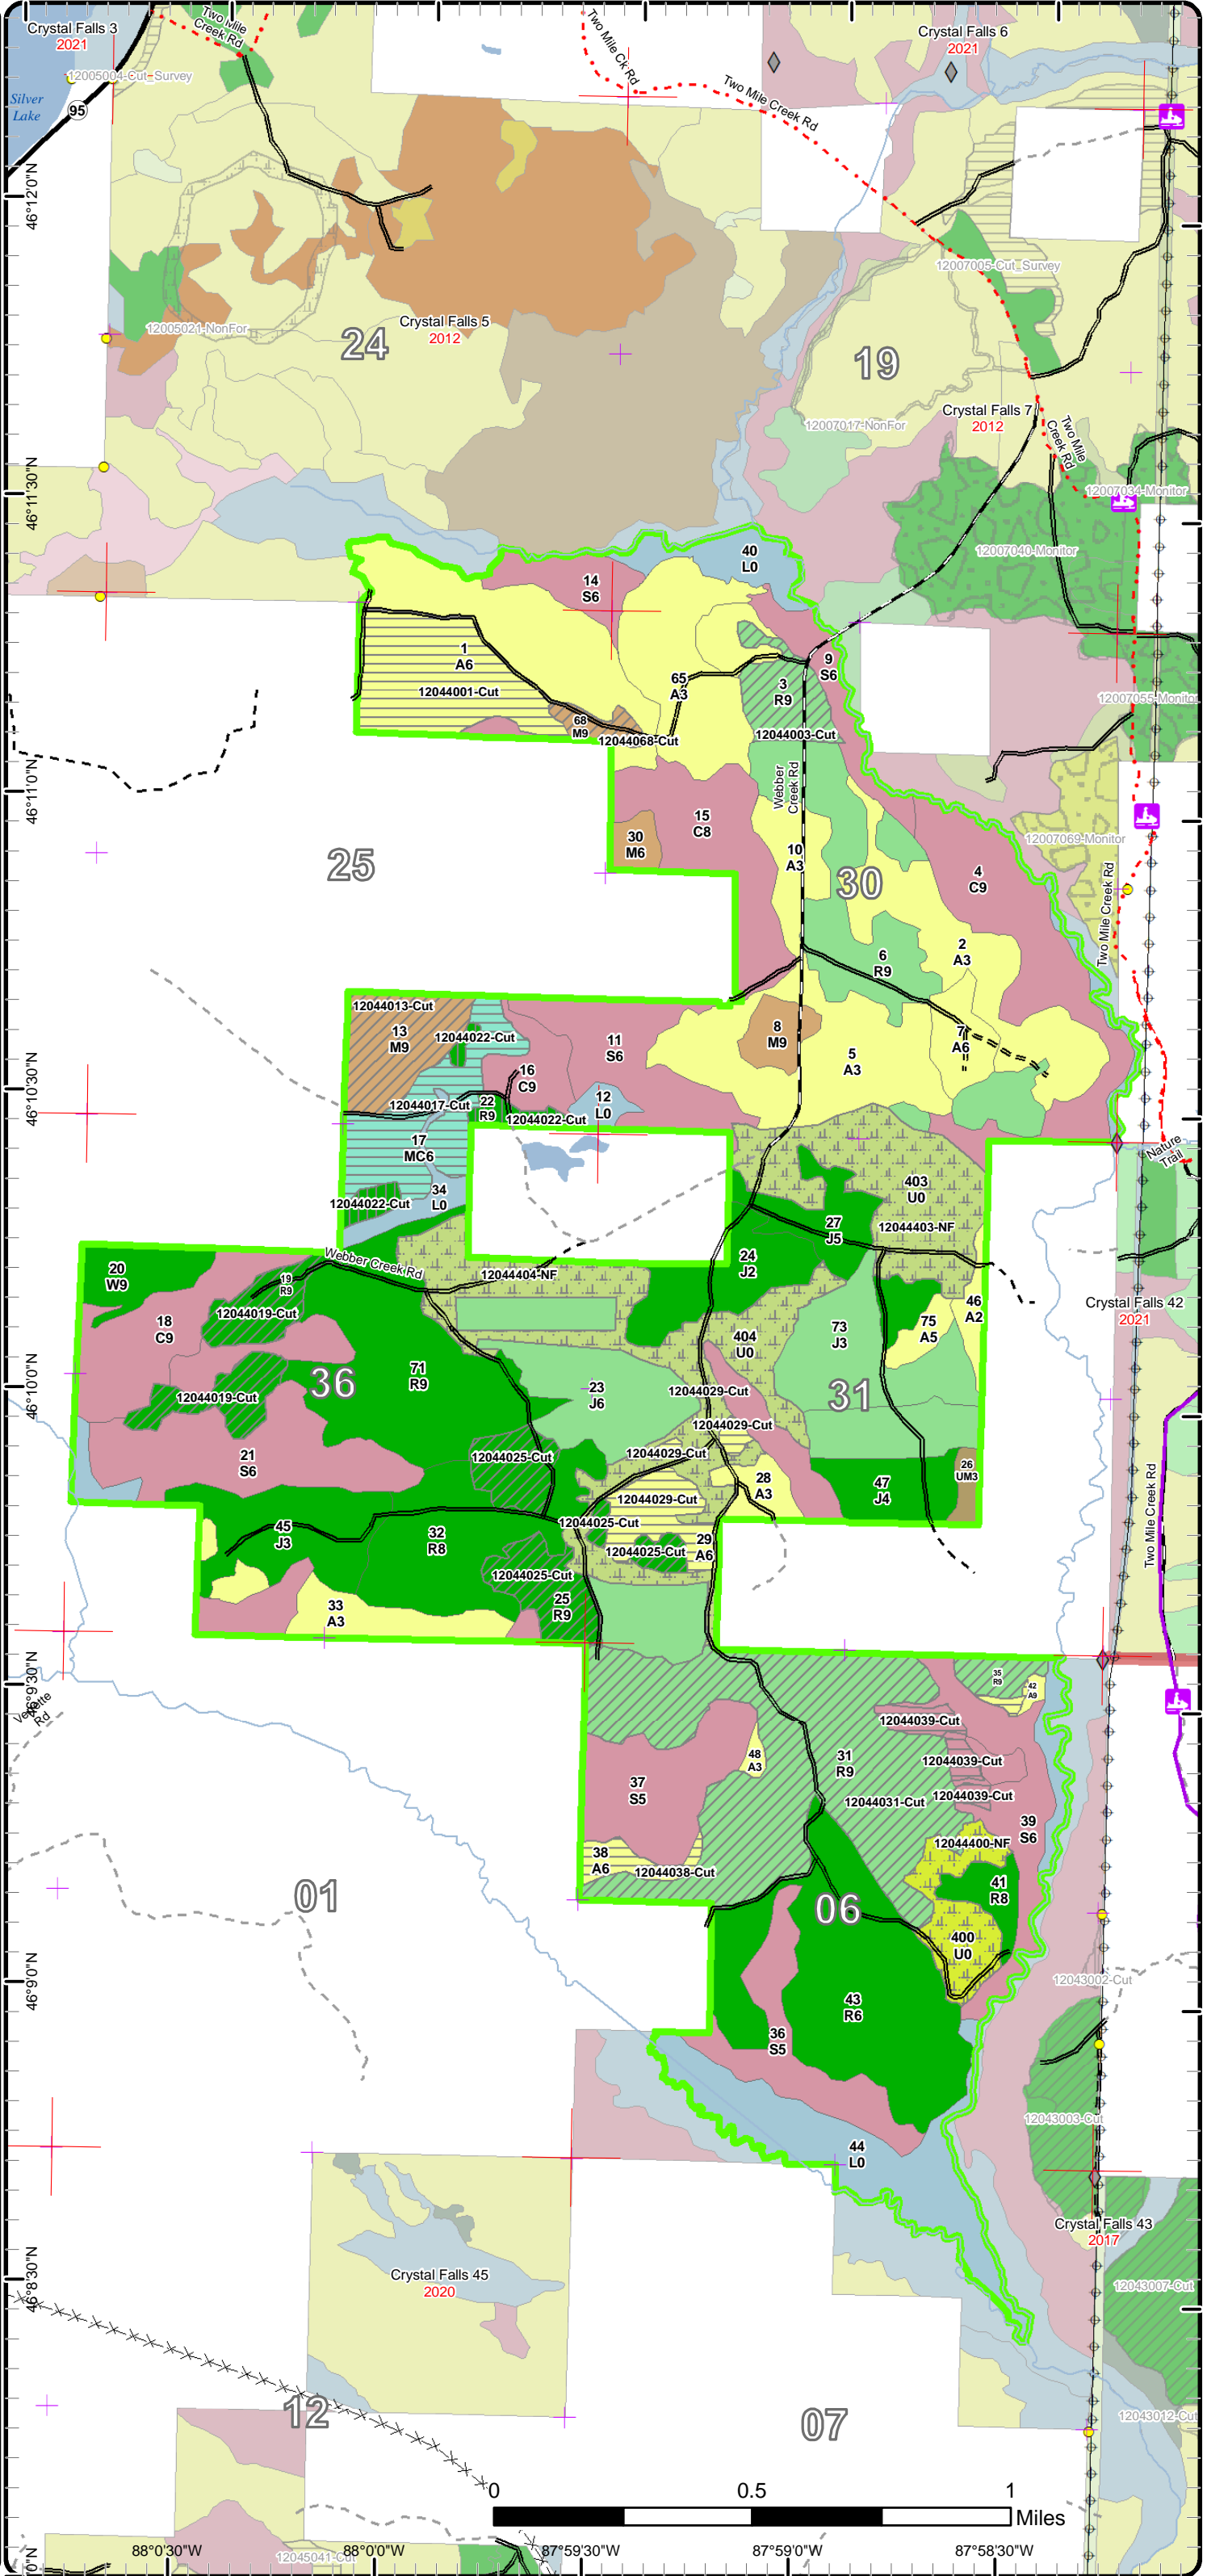 Crystal Falls 3
2021
Two Mile
Creek Rd
12005004-Cut_Survey
Silver
Lake
95
Two Mile Ck Rd
Two Mile Creek Rd
Crystal Falls 6
2021
46°12'0"N
12007005-Cut_Survey
12005021-NonFor
24
Crystal Falls 5
2012
19
Crystal Falls 7
2012
12007017-NonFor
Two Mile
Creek Rd
46°11'30"N
12007034-Monitor
12007040-Monitor
40
L0
14
S6
1
A6
12044001-Cut
65
A3
68
M9
12044068-Cut
3
R9
9
S6
12044003-Cut
12007055-Monitor
Webber
Creek Rd
46°11'0"N
15
C8
30
M6
10
A3
25
30
4
C9
12007069-Monitor
Two Mile Creek Rd
6
R9
2
A3
12044013-Cut
13
M9
12044022-Cut
11
S6
8
M9
5
A3
7
A6
16
C9
46°10'30"N
12044017-Cut
22
R9
12044022-Cut
12
L0
17
MC6
12044022-Cut
34
L0
Nature
Trail
403
U0
12044403-NF
27
J5
24
J2
Webber Creek Rd
12044404-NF
20
W9
19
R9
12044019-Cut
18
C9
46
A2
75
A5
Crystal Falls 42
2021
73
J3
404
U0
71
R9
36
46°10'0"N
23
J6
12044029-Cut
31
12044019-Cut
12044029-Cut
12044029-Cut
12044025-Cut
21
S6
12044029-Cut
28
A3
47
J4
26
UM3
Two Mile Creek Rd
12044025-Cut
45
J3
32
R8
12044025-Cut
29
A6
12044025-Cut
25
R9
33
A3
46°9'30"N
Verette
Rd
35
R9
42
A9
12044039-Cut
48
A3
31
R9
12044039-Cut
37
S5
12044031-Cut
12044039-Cut
39
S6
38
A6
12044038-Cut
12044400-NF
01
06
41
R8
400
U0
46°9'0"N
12043002-Cut
43
R6
36
S5
12043003-Cut
44
L0
Crystal Falls 43
2017
Crystal Falls 45
2020
46°8'30"N
12043007-Cut
12
07
12043012-Cut
0
0.5
1
Miles
88°0'30"W
88°0'0"W
87°59'30"W
87°59'0"W
87°58'30"W
12045041-Cut